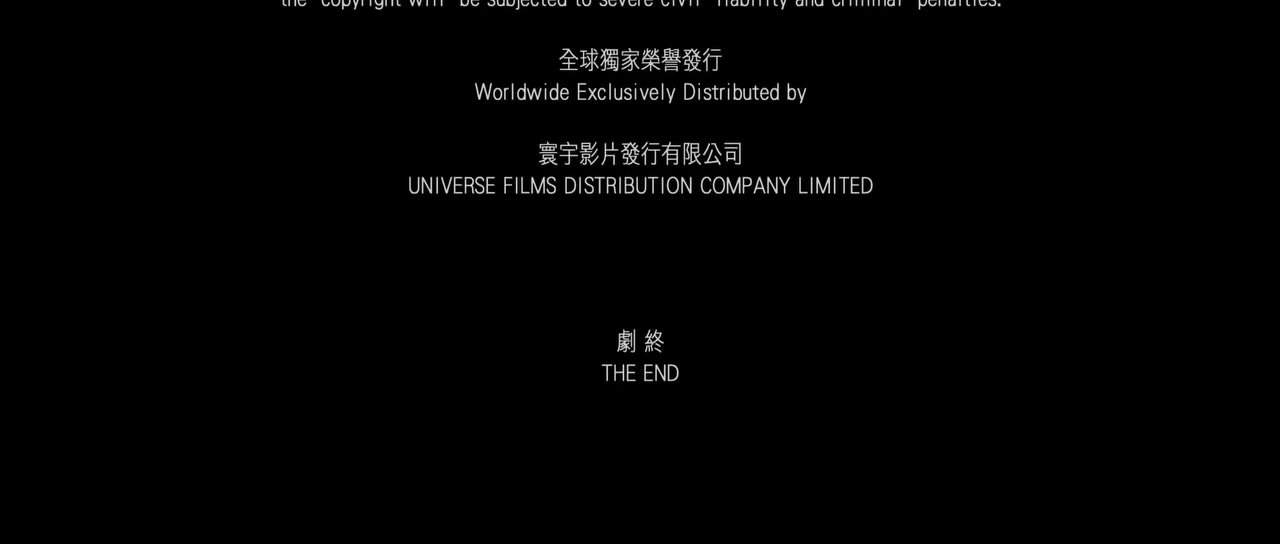 the copyright will be subjected to severe civil liability and criminal penalties.
全球獨家榮譽發行
Worldwide Exclusively Distributed by
寰宇影片發行有限公司
UNIVERSE FILMS DISTRIBUTION COMPANY LIMITED
劇 終
THE END